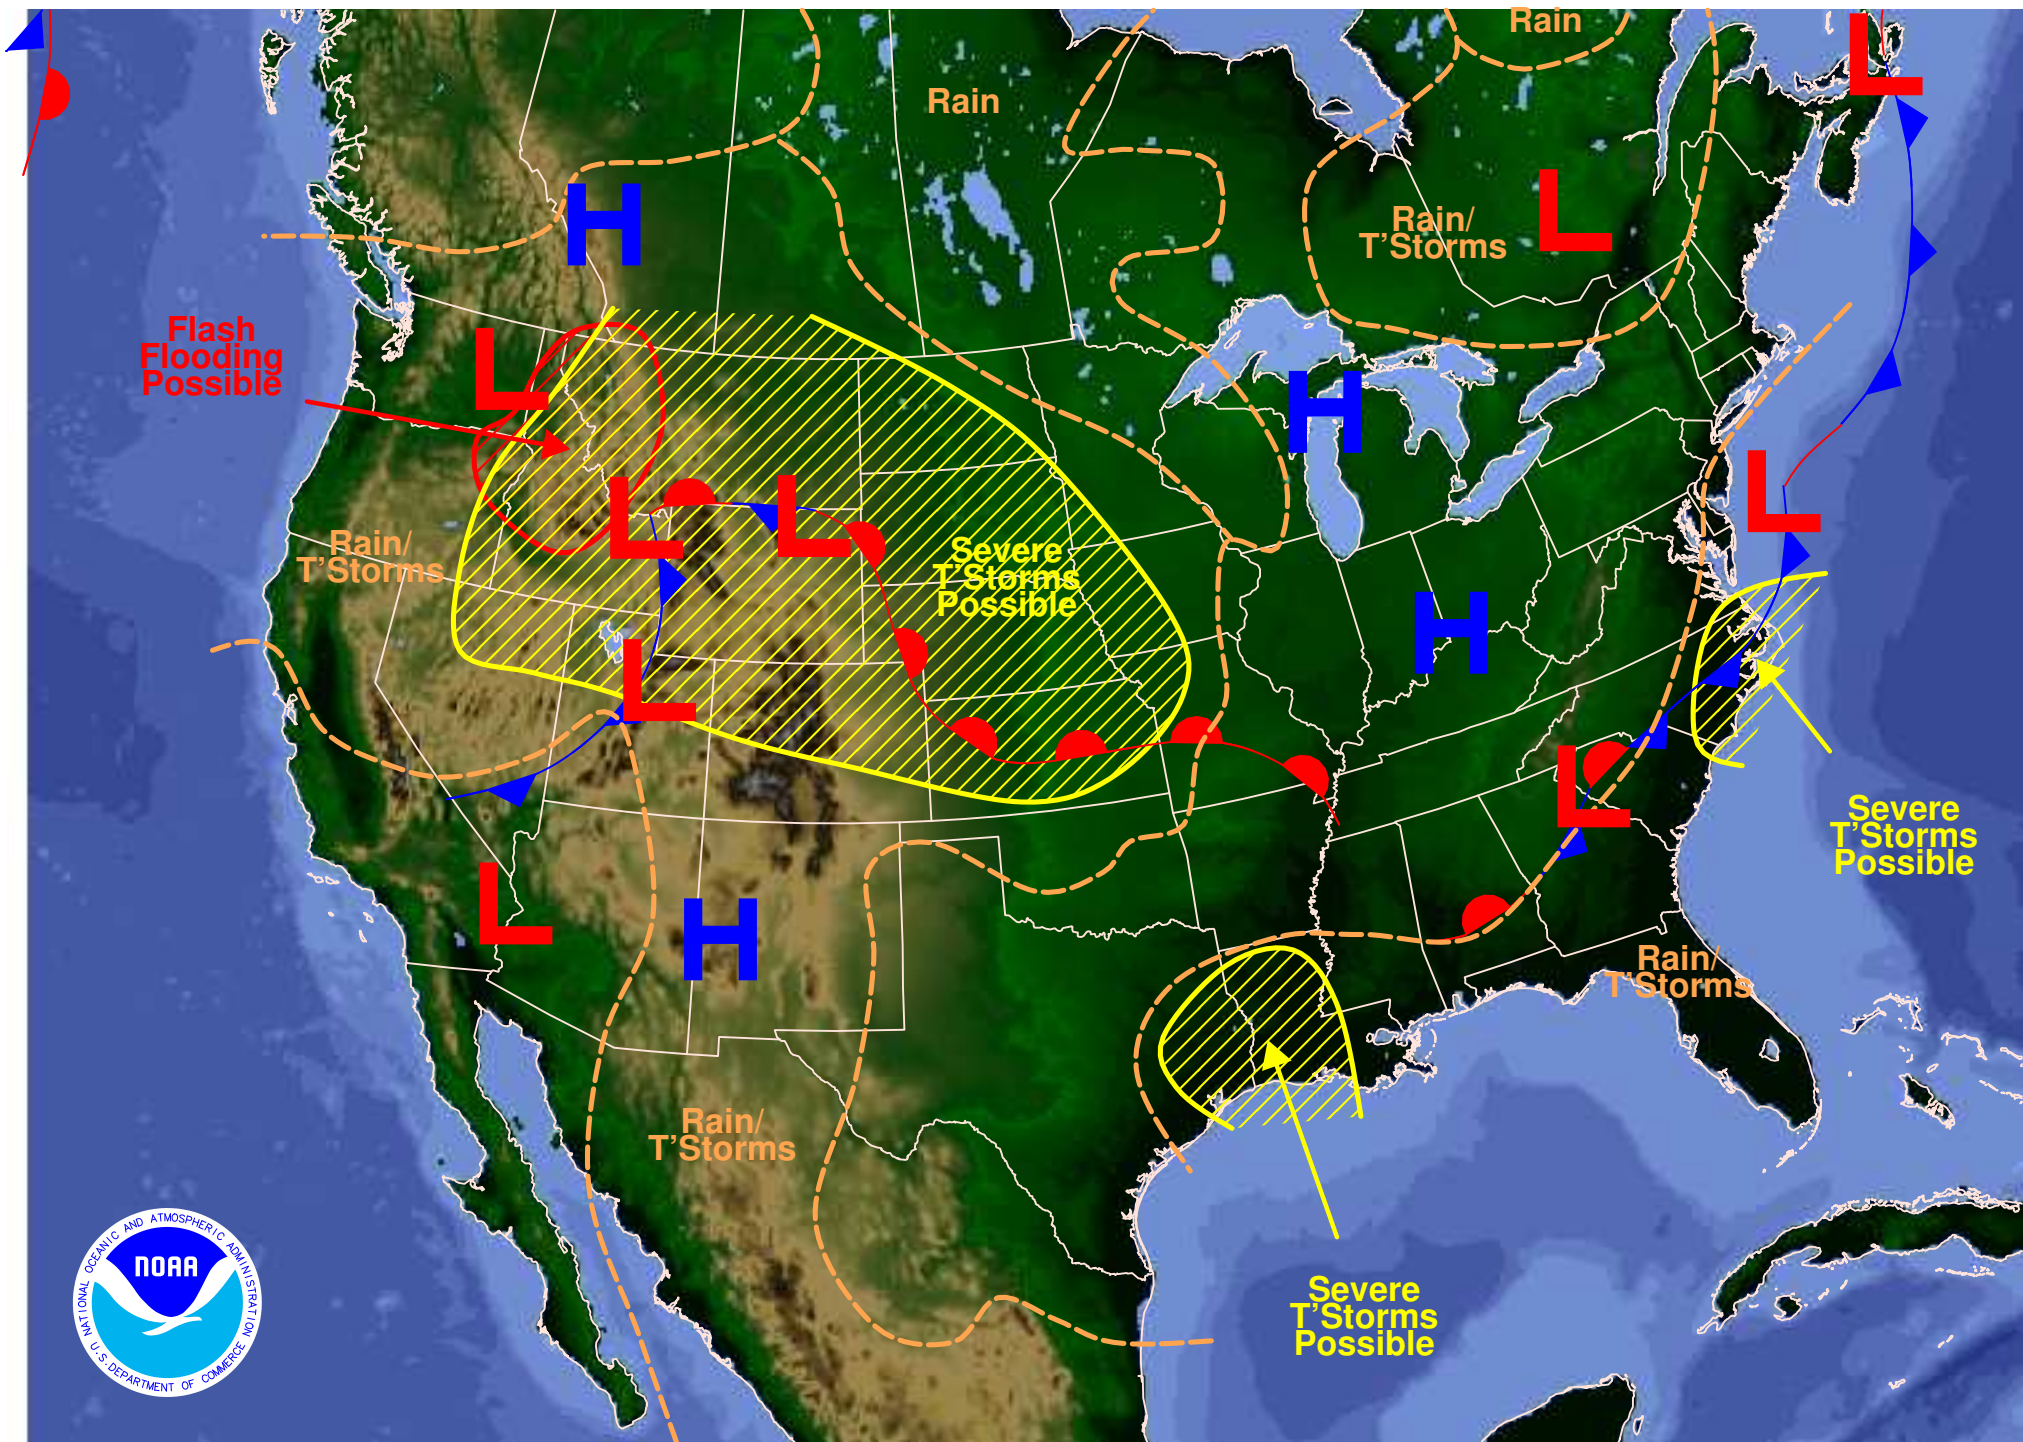 Rain
Rain
Rain/
T'Storms
Flash
Flooding
Possible
Rain/
T'Storms
Severe
T'Storms
Possible
Severe
T'Storms
Possible
Rain/
T'Storms
Rain/
T'Storms
Severe
T'Storms
Possible
L
H
L
L
H
L
L
L
L
H
L
L
L
H
H
NATIONAL OCEANIC AND ATMOSPHERIC ADMINISTRATION
NOAA
U.S. DEPARTMENT OF COMMERCE